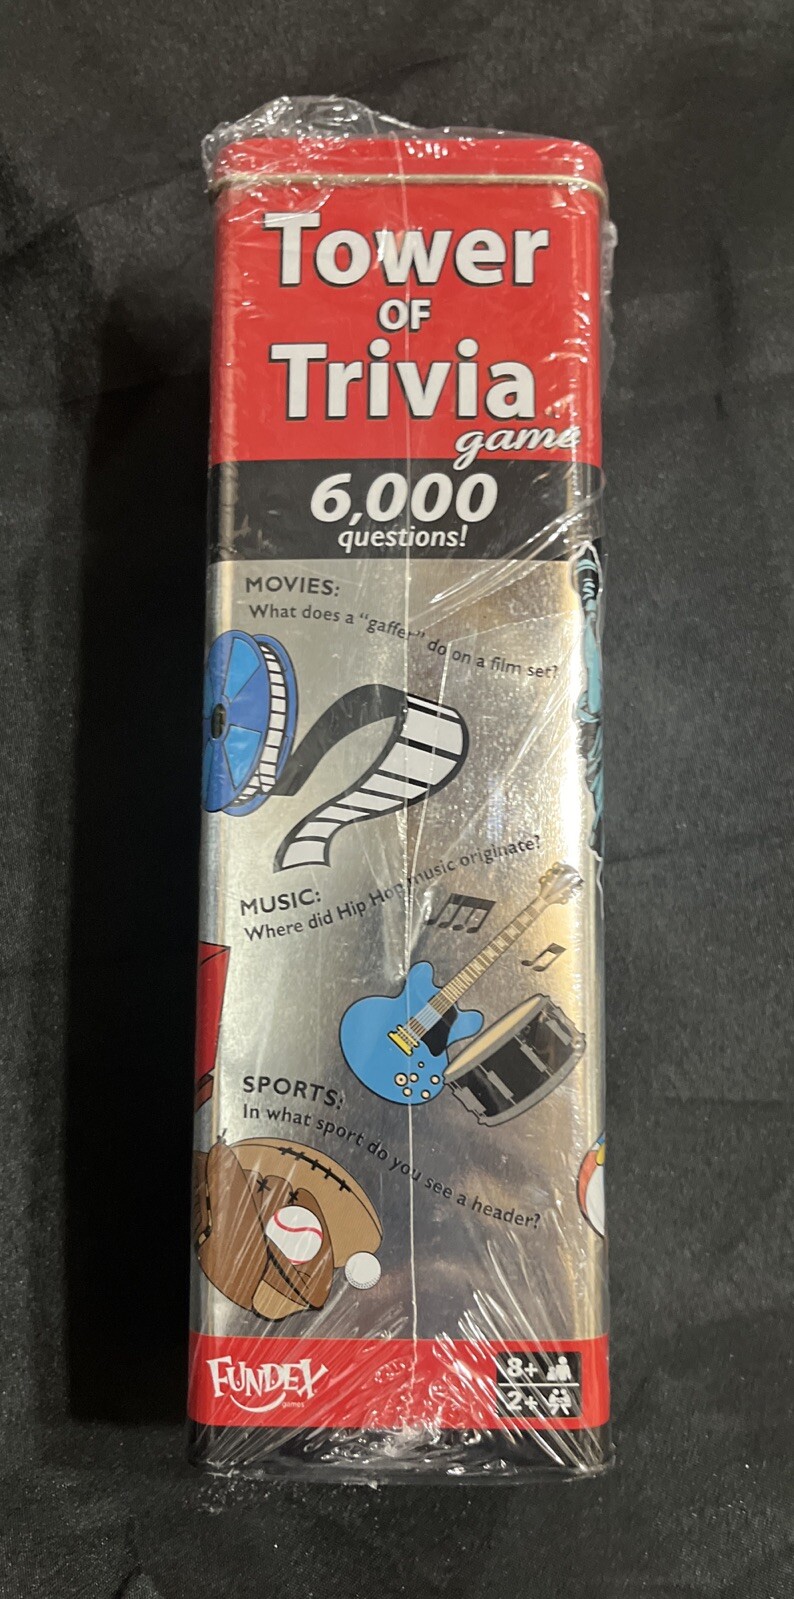 Tower
OF
Trivia
game
6,000
questions!
MOVIES:
What does a "gaffer" do on a film set?
MUSIC:
Where did Hip Hop music originate?
SPORTS:
In what sport do you see a header?
FUNDEX
games
8+
2+